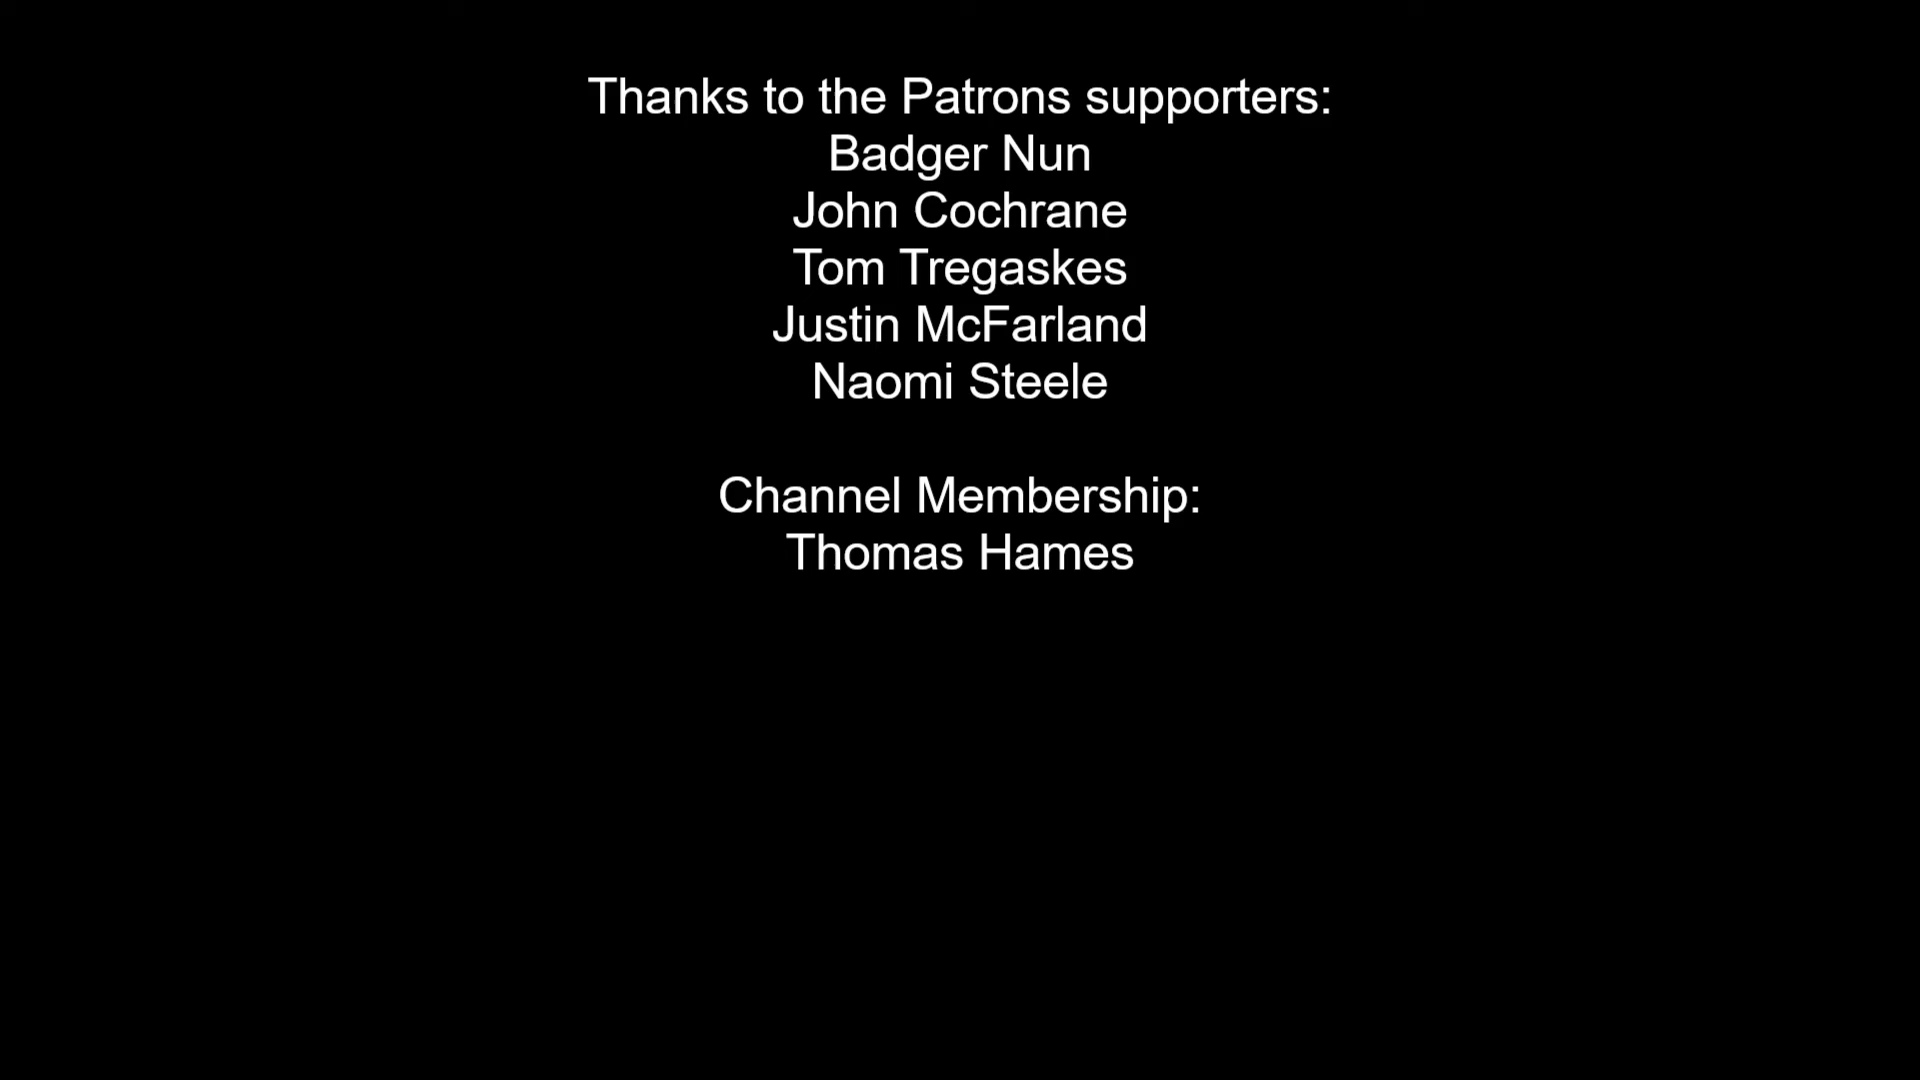 Thanks to the Patrons supporters:
Badger Nun
John Cochrane
Tom Tregaskes
Justin McFarland
Naomi Steele
Channel Membership:
Thomas Hames